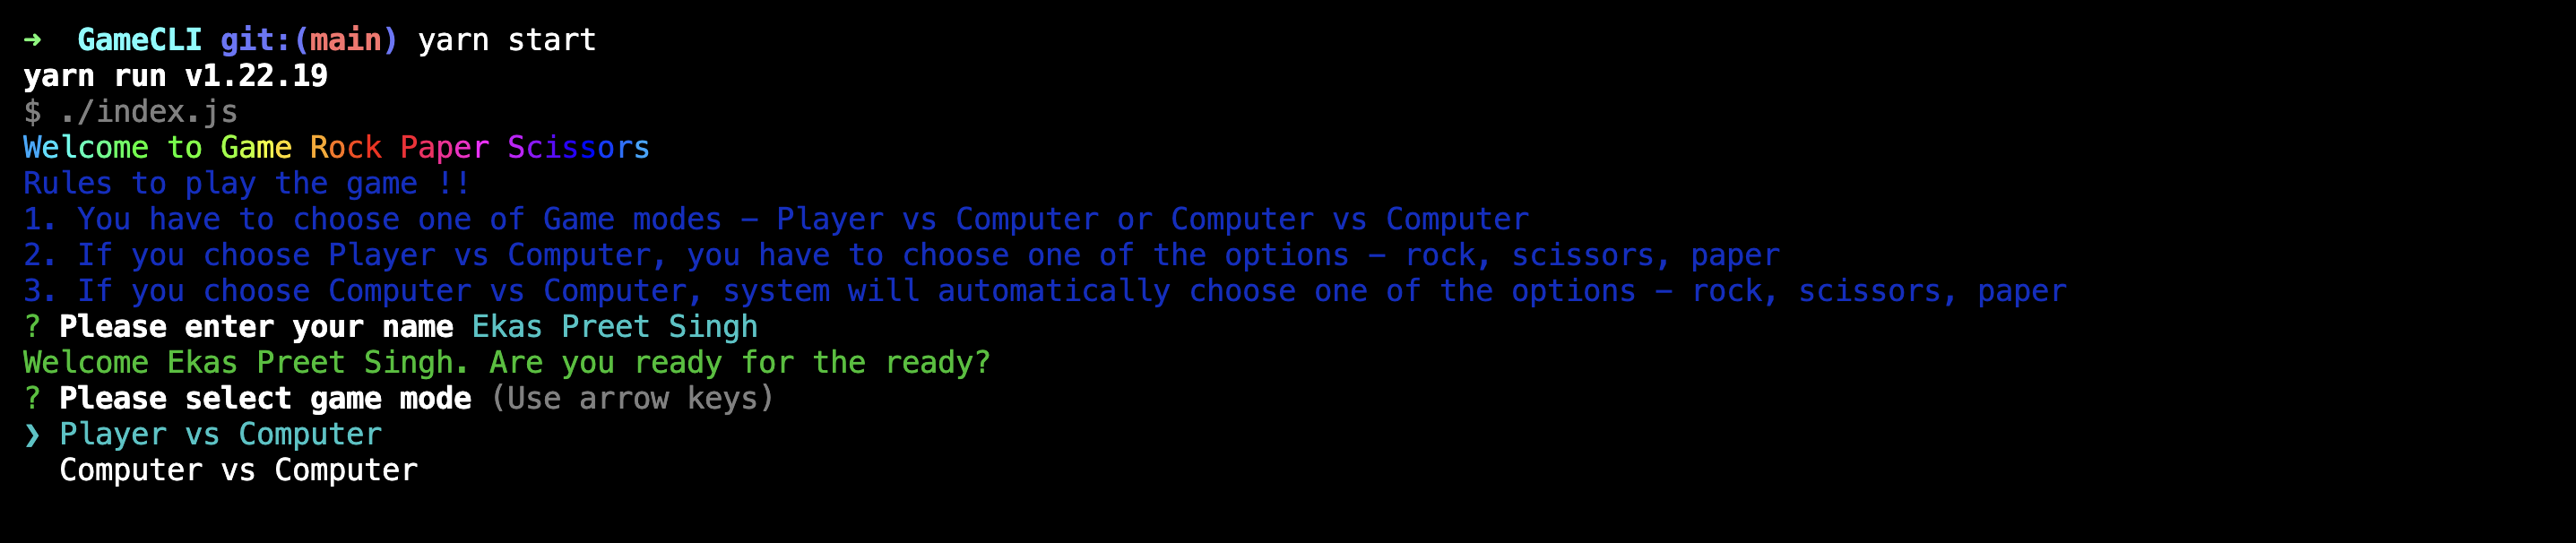 ➜  GameCLI git:(main) yarn start
yarn run v1.22.19
$ ./index.js
Welcome to Game Rock Paper Scissors
Rules to play the game !!
1. You have to choose one of Game modes - Player vs Computer or Computer vs Computer
2. If you choose Player vs Computer, you have to choose one of the options - rock, scissors, paper
3. If you choose Computer vs Computer, system will automatically choose one of the options - rock, scissors, paper
? Please enter your name Ekas Preet Singh
Welcome Ekas Preet Singh. Are you ready for the ready?
? Please select game mode (Use arrow keys)
❯ Player vs Computer
  Computer vs Computer